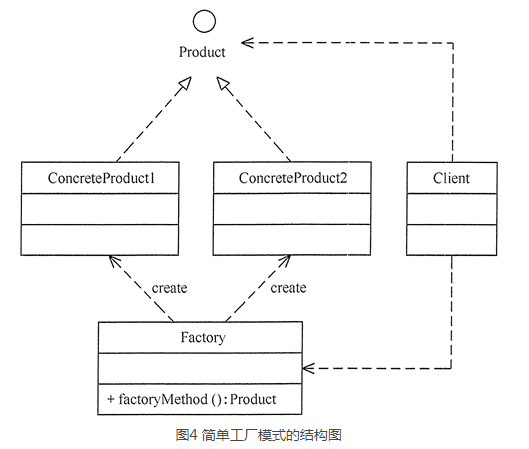 Product
ConcreteProduct1
ConcreteProduct2
Client
create
create
Factory
+ factoryMethod (): Product
图4 简单工厂模式的结构图